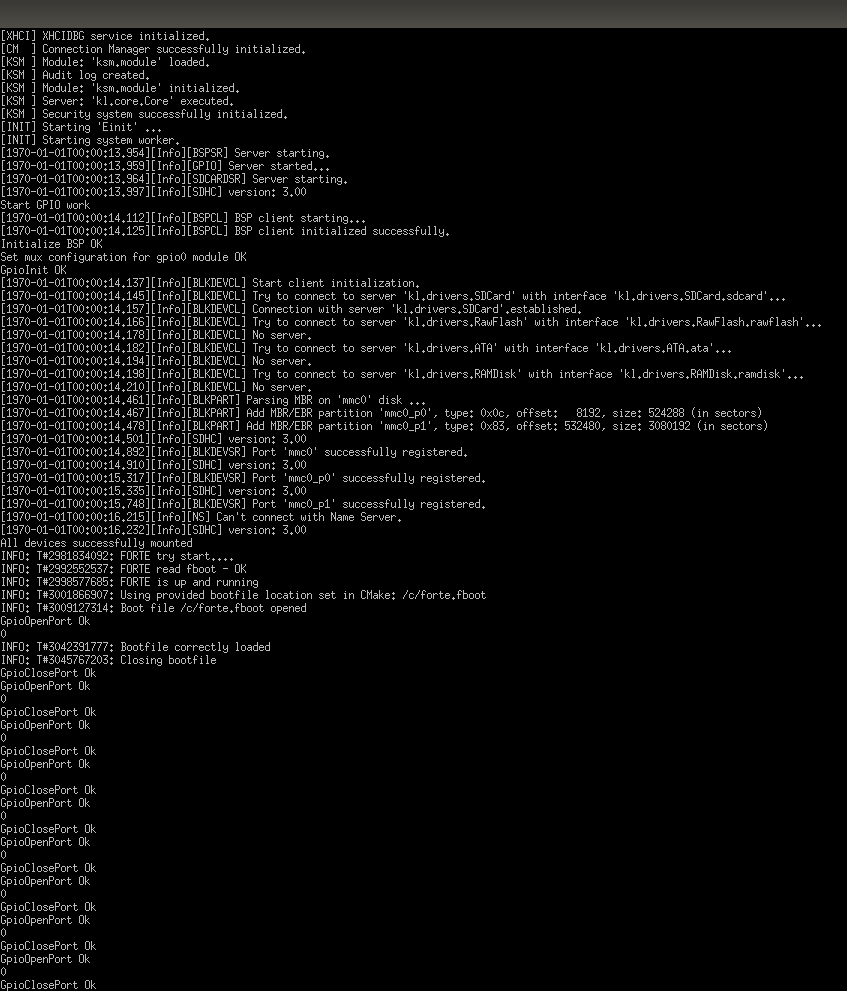 [XHCI] XHCIDBG service initialized.
[CM  ] Connection Manager successfully initialized.
[KSM ] Module: 'ksm.module' loaded.
[KSM ] Audit log created.
[KSM ] Module: 'ksm.module' initialized.
[KSM ] Server: 'kl.core.Core' executed.
[KSM ] Security system successfully initialized.
[INIT] Starting 'Einit' ...
[INIT] Starting system worker.
[1970-01-01T00:00:13.954][Info][BSPSR] Server starting.
[1970-01-01T00:00:13.959][Info][GPIO] Server started...
[1970-01-01T00:00:13.964][Info][SDCARDSR] Server starting.
[1970-01-01T00:00:13.997][Info][SDHC] version: 3.00
Start GPIO work
[1970-01-01T00:00:14.112][Info][BSPCL] BSP client starting...
[1970-01-01T00:00:14.125][Info][BSPCL] BSP client initialized successfully.
Initialize BSP OK
Set mux configuration for gpio0 module OK
GpioInit OK
[1970-01-01T00:00:14.137][Info][BLKDEVCL] Start client initialization.
[1970-01-01T00:00:14.145][Info][BLKDEVCL] Try to connect to server 'kl.drivers.SDCard' with interface 'kl.drivers.SDCard.sdcard'...
[1970-01-01T00:00:14.157][Info][BLKDEVCL] Connection with server 'kl.drivers.SDCard'.established.
[1970-01-01T00:00:14.166][Info][BLKDEVCL] Try to connect to server 'kl.drivers.RawFlash' with interface 'kl.drivers.RawFlash.rawflash'...
[1970-01-01T00:00:14.178][Info][BLKDEVCL] No server.
[1970-01-01T00:00:14.182][Info][BLKDEVCL] Try to connect to server 'kl.drivers.ATA' with interface 'kl.drivers.ATA.ata'...
[1970-01-01T00:00:14.194][Info][BLKDEVCL] No server.
[1970-01-01T00:00:14.198][Info][BLKDEVCL] Try to connect to server 'kl.drivers.RAMDisk' with interface 'kl.drivers.RAMDisk.ramdisk'...
[1970-01-01T00:00:14.210][Info][BLKDEVCL] No server.
[1970-01-01T00:00:14.461][Info][BLKPART] Parsing MBR on 'mmc0' disk ...
[1970-01-01T00:00:14.467][Info][BLKPART] Add MBR/EBR partition 'mmc0_p0', type: 0x0c, offset:   8192, size: 524288 (in sectors)
[1970-01-01T00:00:14.478][Info][BLKPART] Add MBR/EBR partition 'mmc0_p1', type: 0x83, offset: 532480, size: 3080192 (in sectors)
[1970-01-01T00:00:14.501][Info][SDHC] version: 3.00
[1970-01-01T00:00:14.892][Info][BLKDEVSR] Port 'mmc0' successfully registered.
[1970-01-01T00:00:14.910][Info][SDHC] version: 3.00
[1970-01-01T00:00:15.317][Info][BLKDEVSR] Port 'mmc0_p0' successfully registered.
[1970-01-01T00:00:15.335][Info][SDHC] version: 3.00
[1970-01-01T00:00:15.748][Info][BLKDEVSR] Port 'mmc0_p1' successfully registered.
[1970-01-01T00:00:16.215][Info][NS] Can't connect with Name Server.
[1970-01-01T00:00:16.232][Info][SDHC] version: 3.00
All devices successfully mounted
INFO: T#2981834092: FORTE try start....
INFO: T#2992552537: FORTE read fboot - OK
INFO: T#2998577685: FORTE is up and running
INFO: T#3001866907: Using provided bootfile location set in CMake: /c/forte.fboot
INFO: T#3009127314: Boot file /c/forte.fboot opened
GpioOpenPort Ok
0
INFO: T#3042391777: Bootfile correctly loaded
INFO: T#3045767203: Closing bootfile
GpioClosePort Ok
GpioOpenPort Ok
0
GpioClosePort Ok
GpioOpenPort Ok
0
GpioClosePort Ok
GpioOpenPort Ok
0
GpioClosePort Ok
GpioOpenPort Ok
0
GpioClosePort Ok
GpioOpenPort Ok
0
GpioClosePort Ok
GpioOpenPort Ok
0
GpioClosePort Ok
GpioOpenPort Ok
0
GpioClosePort Ok
GpioOpenPort Ok
0
GpioClosePort Ok